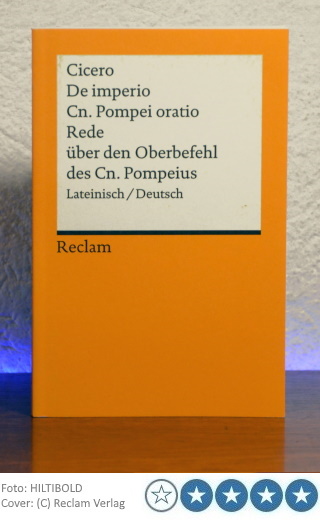 Cicero
De imperio
Cn. Pompei oratio
Rede
über den Oberbefehl
des Cn. Pompeius
Lateinisch / Deutsch
Reclam
Foto: HILTIBOLD
Cover: (C) Reclam Verlag